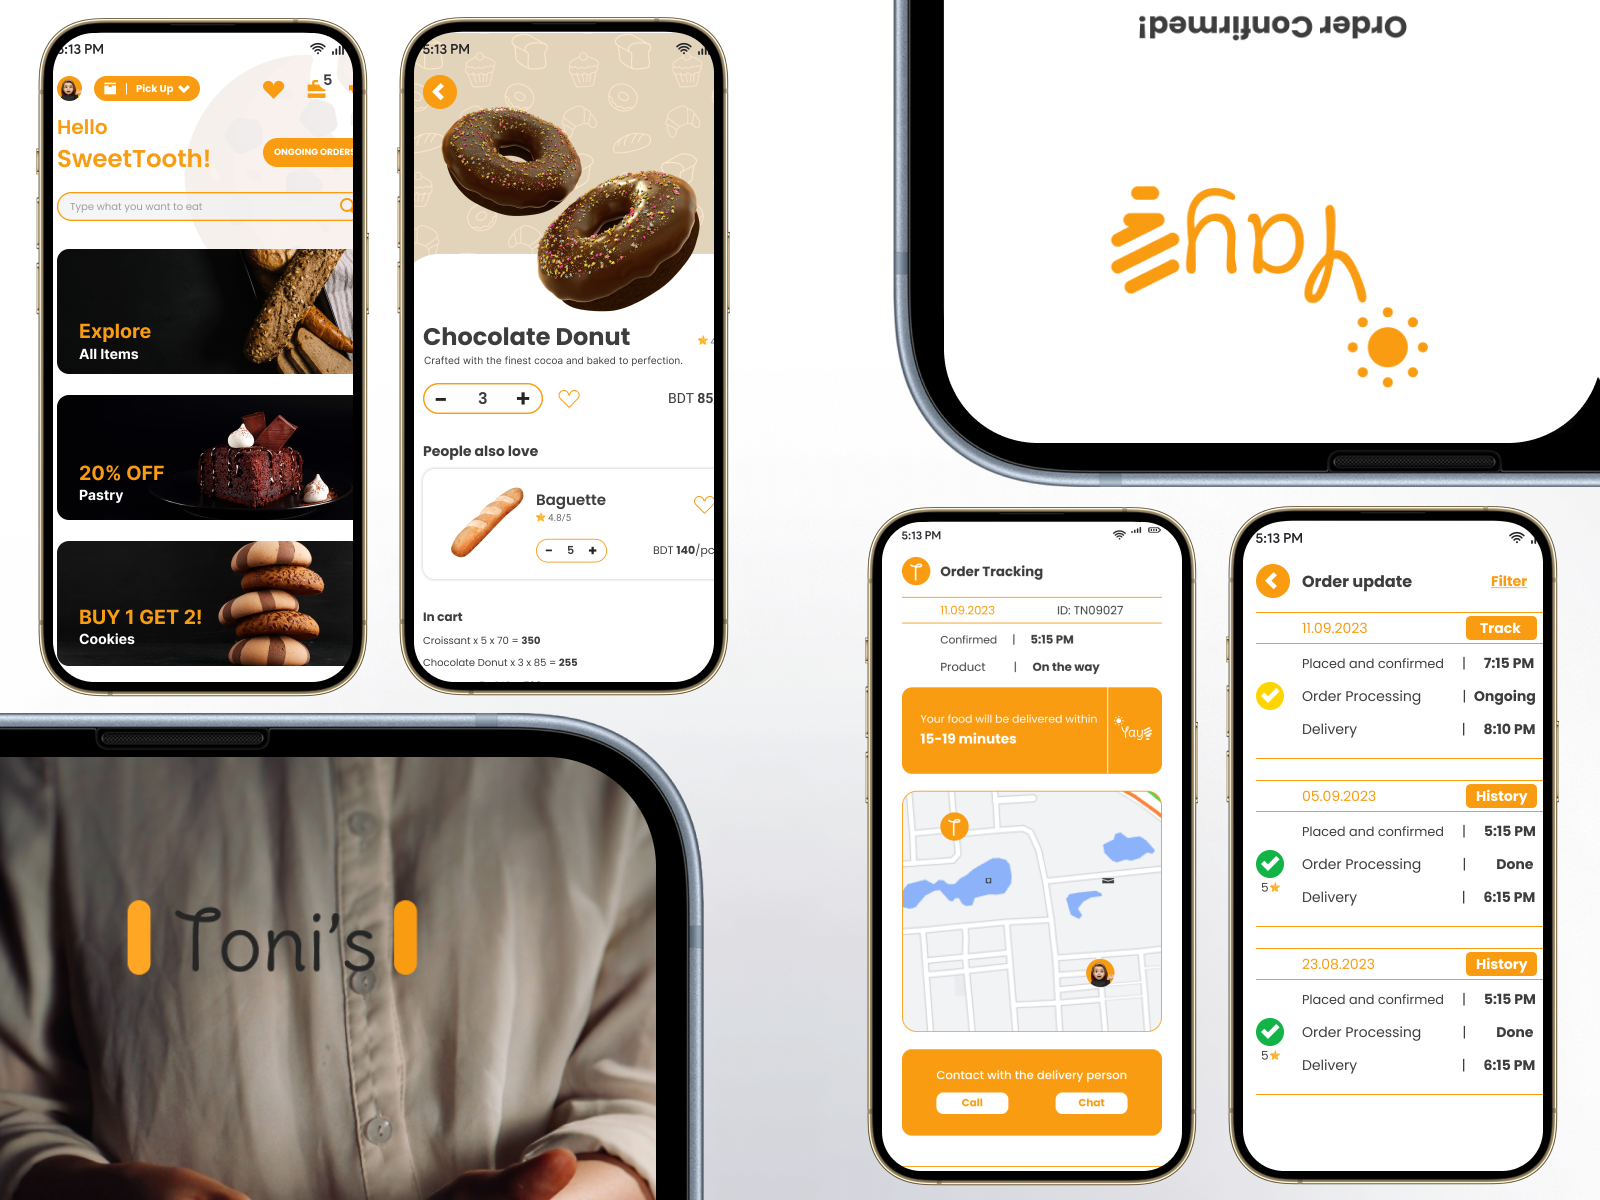 5:13 PM
5
Pick Up
Hello
SweetTooth!
ONGOING ORDERS
Type what you want to eat
Explore
All Items
20% OFF
Pastry
BUY 1 GET 2!
Cookies
5:13 PM
Chocolate Donut
4
Crafted with the finest cocoa and baked to perfection.
3
BDT 85
People also love
Baguette
4.8/5
5
BDT 140/pc
In cart
Croissant x 5 x 70 = 350
Chocolate Donut x 3 x 85 = 255
Order Confirmed!
Yay
Toni's
5:13 PM
Order Tracking
11.09.2023 ID: TN09027
Confirmed | 5:15 PM
Product | On the way
Your food will be delivered within
15-19 minutes
Yay
Contact with the delivery person
Call Chat
5:13 PM
Order update Filter
11.09.2023 Track
Placed and confirmed | 7:15 PM
Order Processing | Ongoing
Delivery | 8:10 PM
05.09.2023 History
Placed and confirmed | 5:15 PM
Order Processing | Done
5
Delivery | 6:15 PM
23.08.2023 History
Placed and confirmed | 5:15 PM
Order Processing | Done
5
Delivery | 6:15 PM